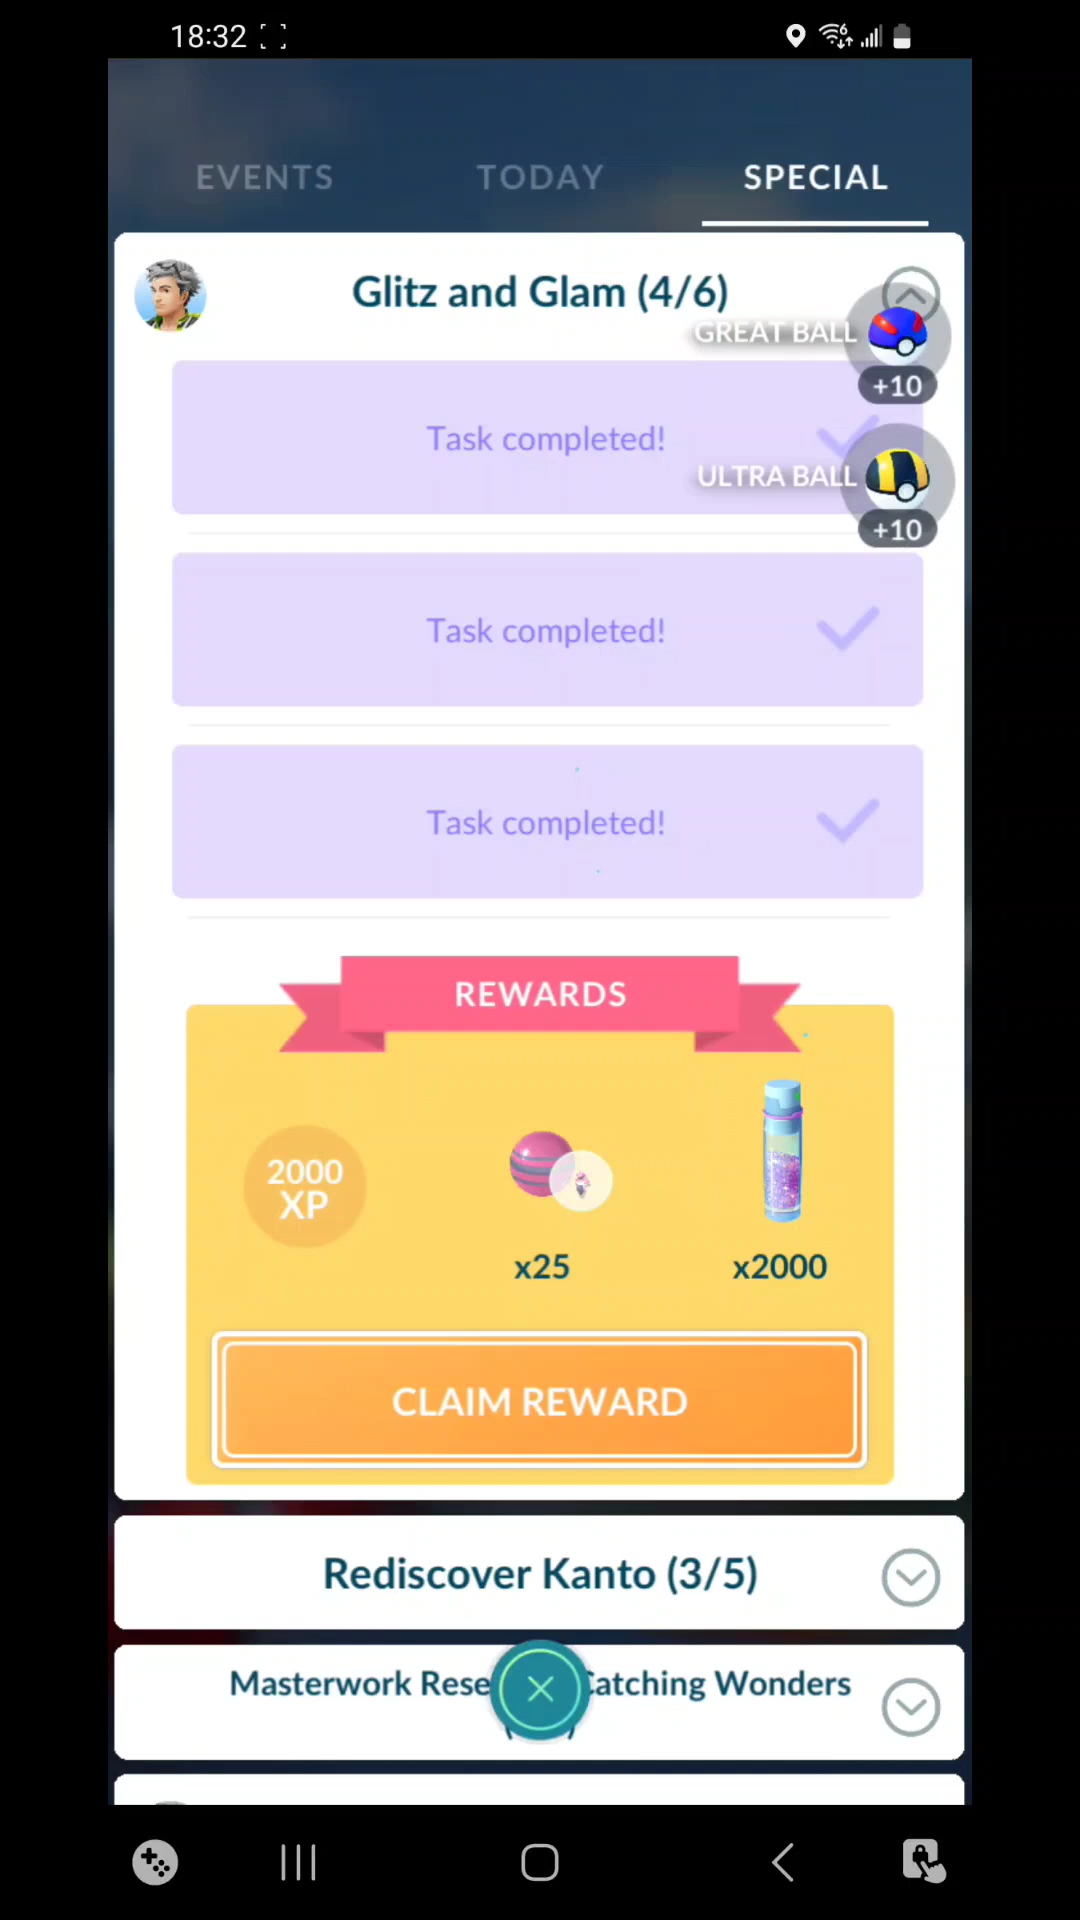 18:32
EVENTS TODAY SPECIAL
Glitz and Glam (4/6)
GREAT BALL
+10
Task completed!
ULTRA BALL
+10
Task completed!
Task completed!
REWARDS
2000
XP
x25
x2000
CLAIM REWARD
Rediscover Kanto (3/5)
Masterwork Rese Catching Wonders